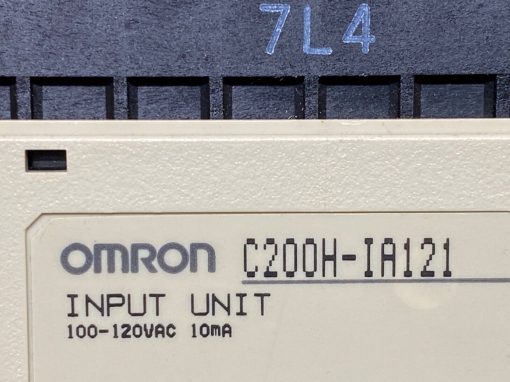 7L4
OMRON C200H-IA121
INPUT UNIT
100-120VAC 10mA